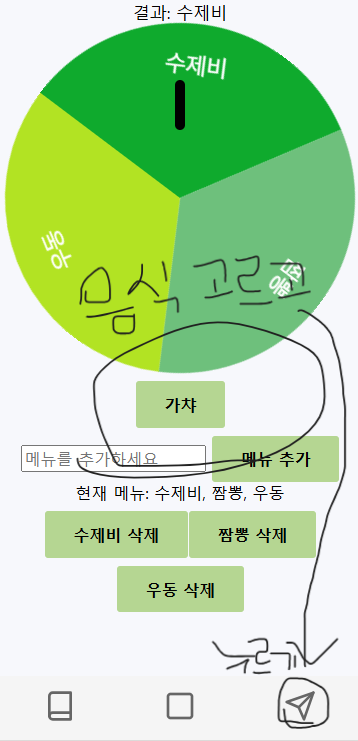 결과: 수제비
수제비
우동
짬뽕
음식 고르고
가챠
메뉴를 추가하세요
메뉴 추가
현재 메뉴: 수제비, 짬뽕, 우동
수제비 삭제
짬뽕 삭제
우동 삭제
누르기